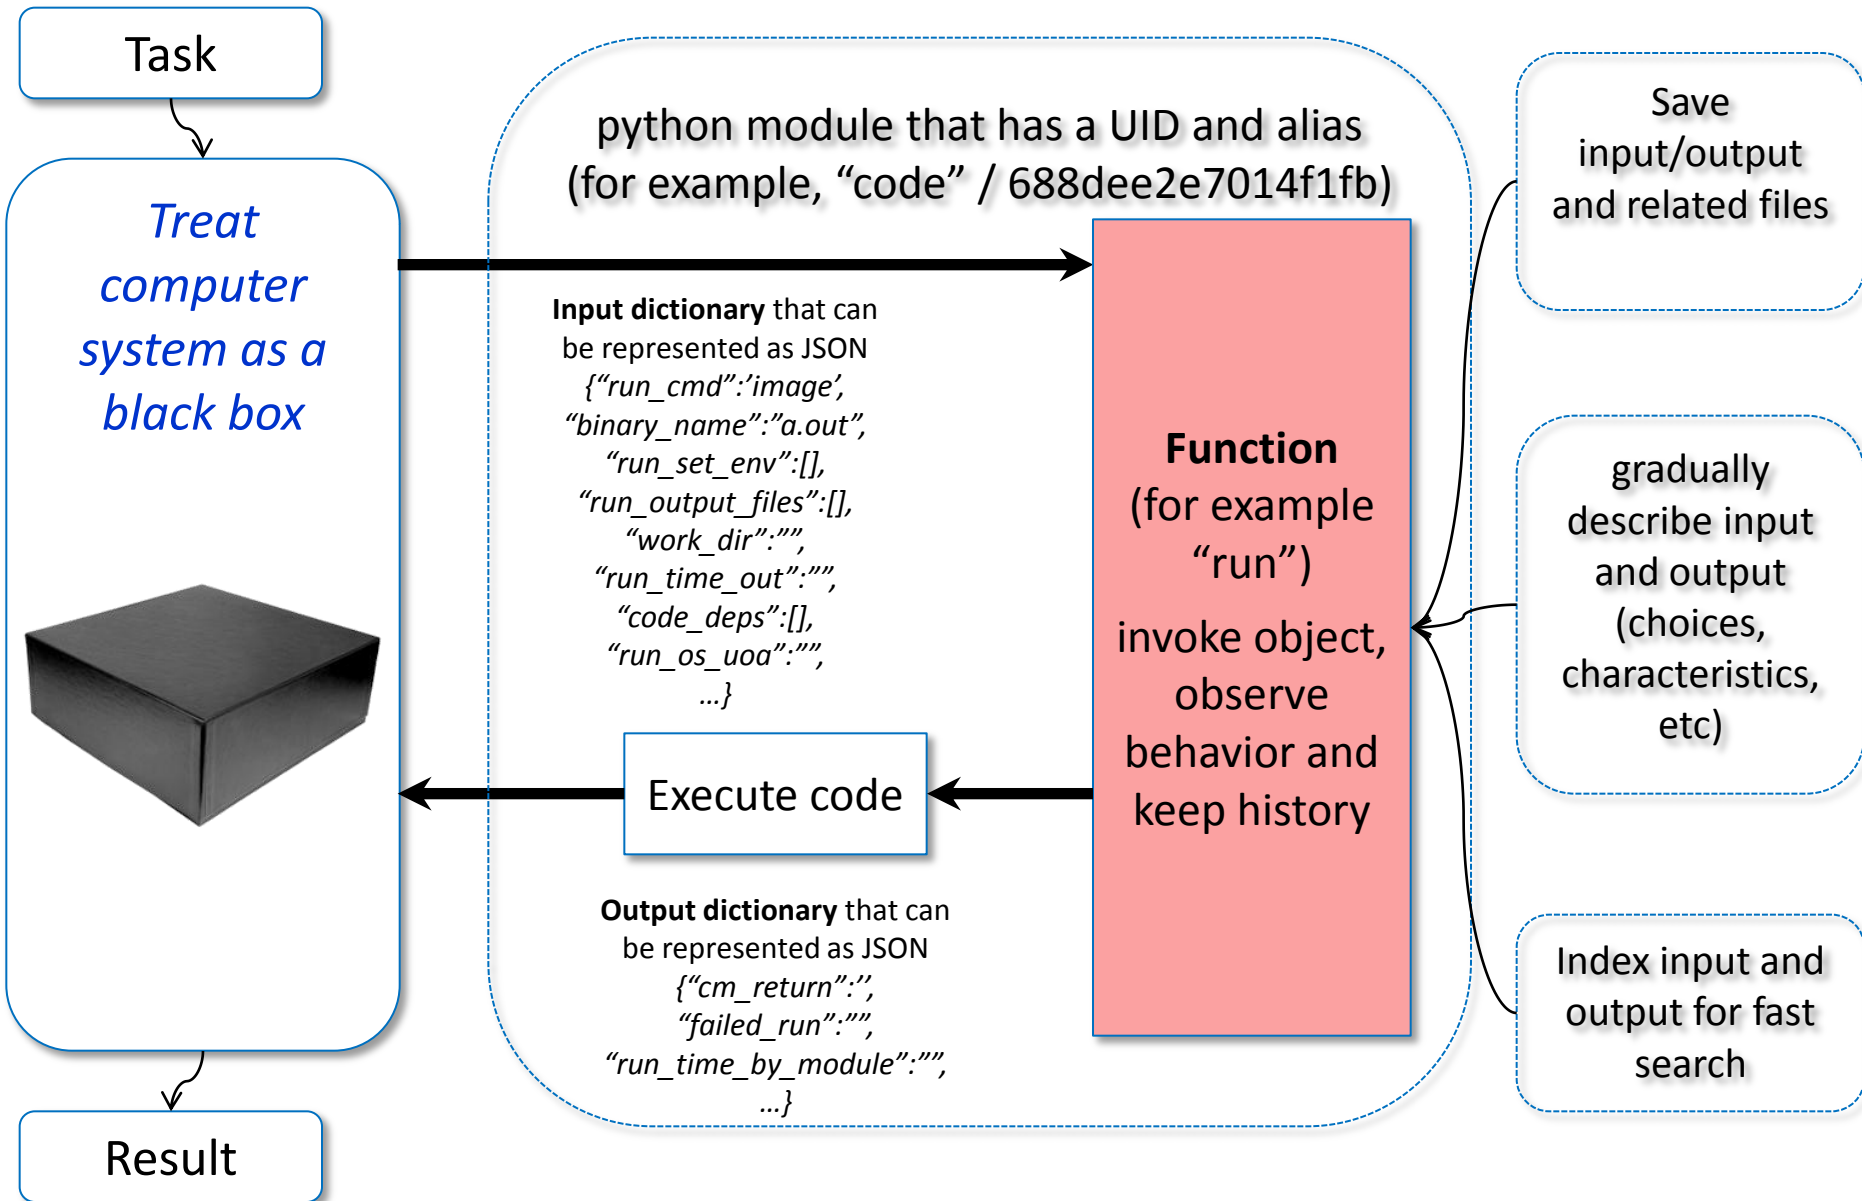 Task
Treat
computer
system as a
black box
Result
python module that has a UID and alias
(for example, “code” / 688dee2e7014f1fb)
Input dictionary that can
be represented as JSON
{“run_cmd”:’image’,
“binary_name”:”a.out”,
“run_set_env”:[],
“run_output_files”:[],
“work_dir”:””,
“run_time_out”:””,
“code_deps”:[],
“run_os_uoa”:””,
…}
Execute code
Output dictionary that can
be represented as JSON
{“cm_return”:’’,
“failed_run”:””,
“run_time_by_module”:””,
…}
Function
(for example
“run”)
invoke object,
observe
behavior and
keep history
Save
input/output
and related files
gradually
describe input
and output
(choices,
characteristics,
etc)
Index input and
output for fast
search